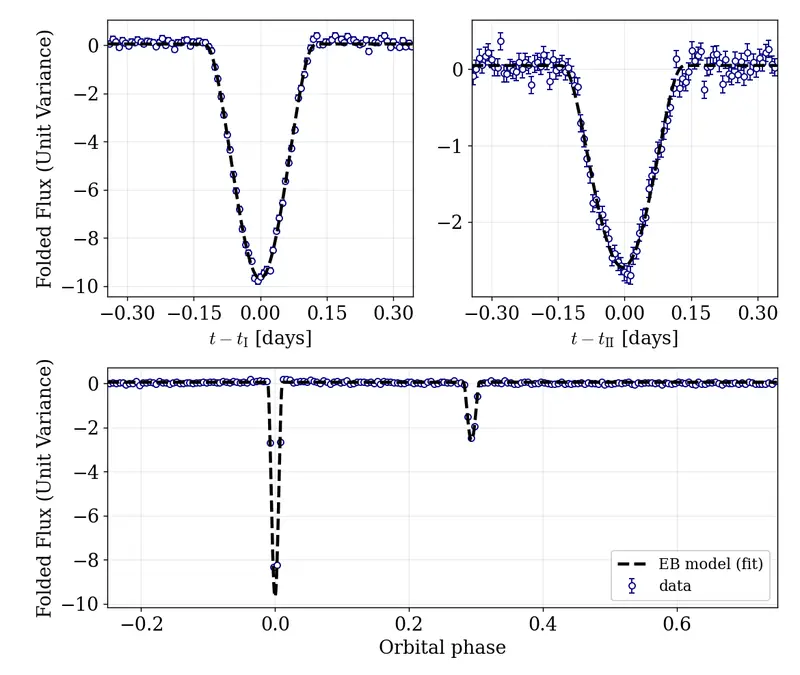 Folded Flux (Unit Variance)
0
−2
−4
−6
−8
−10
−0.30 −0.15 0.00 0.15 0.30
t − tI [days]
0
−1
−2
−0.30 −0.15 0.00 0.15 0.30
t − tII [days]
Folded Flux (Unit Variance)
0
−2
−4
−6
−8
−10
EB model (fit)
data
−0.2 0.0 0.2 0.4 0.6
Orbital phase